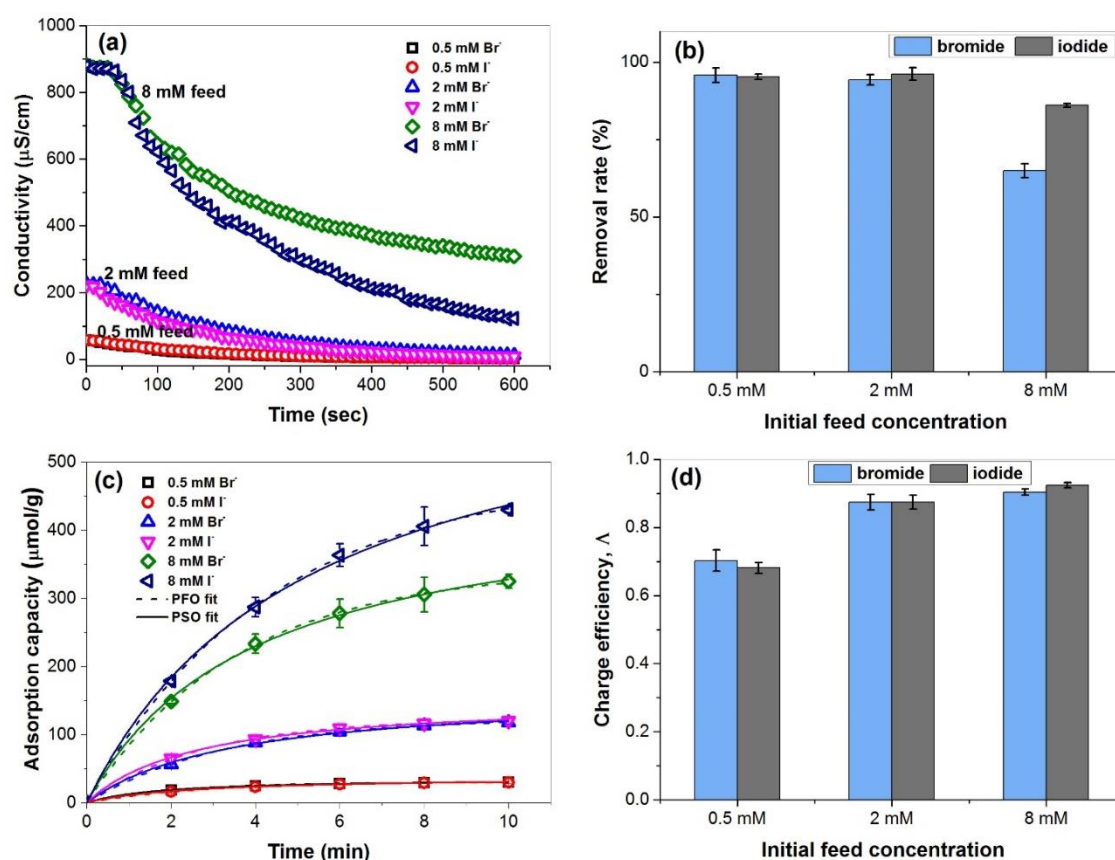 (a)
0.5 mM Br⁻
0.5 mM I⁻
2 mM Br⁻
2 mM I⁻
8 mM Br⁻
8 mM I⁻
8 mM feed
2 mM feed
0.5 mM feed
1000
800
600
400
200
0
0 100 200 300 400 500 600
Conductivity (μS/cm)
Time (sec)
(b)
bromide iodide
100
50
0
0.5 mM 2 mM 8 mM
Removal rate (%)
Initial feed concentration
(c)
0.5 mM Br⁻
0.5 mM I⁻
2 mM Br⁻
2 mM I⁻
8 mM Br⁻
8 mM I⁻
PFO fit
PSO fit
500
400
300
200
100
0
0 2 4 6 8 10
Adsorption capacity (μmol/g)
Time (min)
(d)
bromide iodide
1.0
0.8
0.6
0.4
0.2
0.0
0.5 mM 2 mM 8 mM
Charge efficiency, Λ
Initial feed concentration